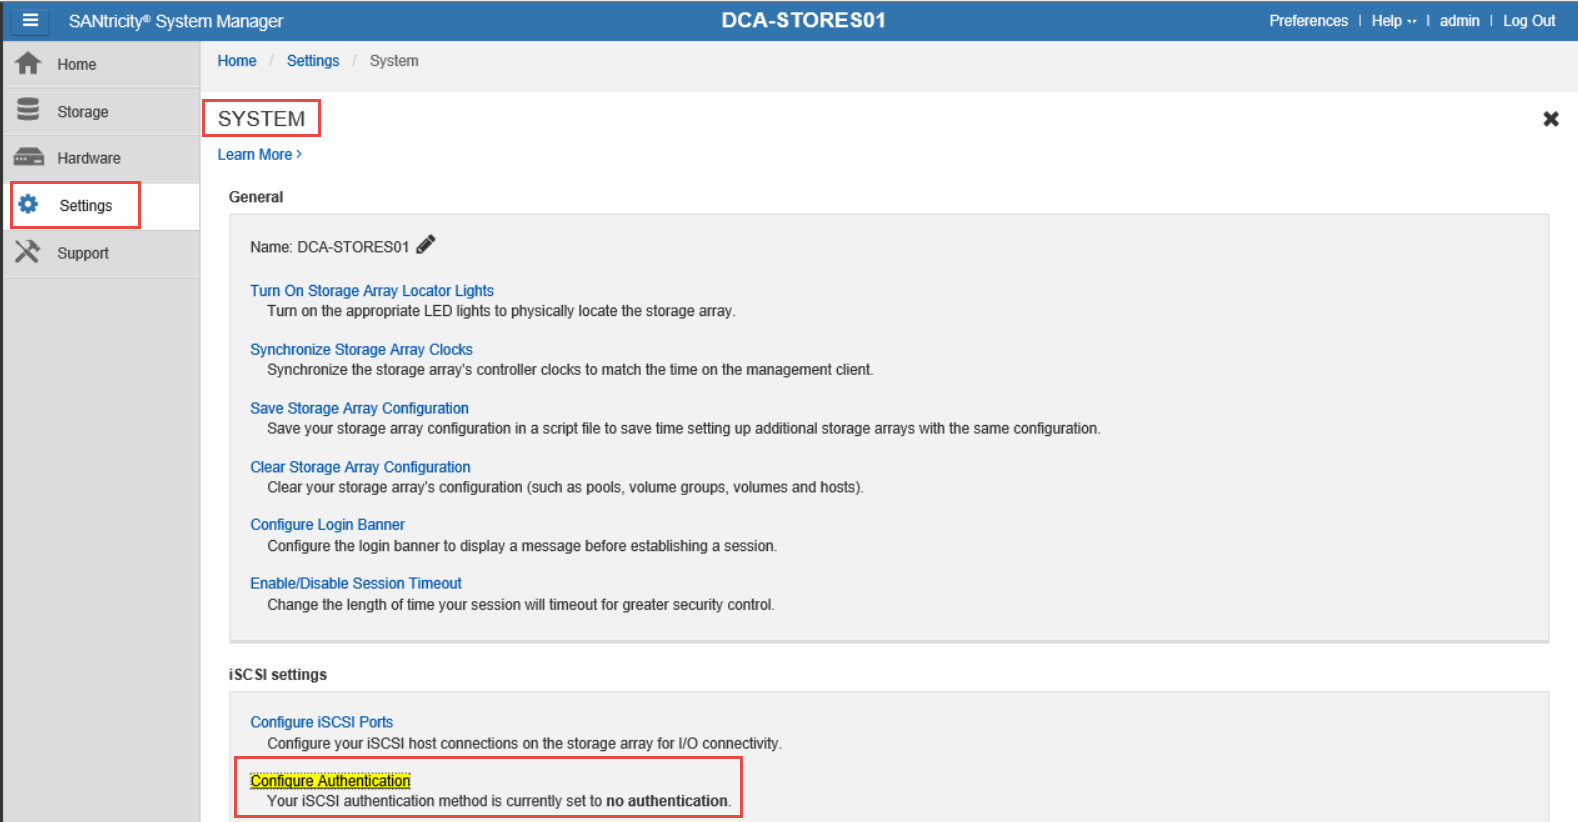 SANtricity® System Manager
DCA-STORES01
Preferences | Help | admin | Log Out
Home
Storage
Hardware
Settings
Support
Home / Settings / System
SYSTEM
Learn More >
General
Name: DCA-STORES01
Turn On Storage Array Locator Lights
Turn on the appropriate LED lights to physically locate the storage array.
Synchronize Storage Array Clocks
Synchronize the storage array's controller clocks to match the time on the management client.
Save Storage Array Configuration
Save your storage array configuration in a script file to save time setting up additional storage arrays with the same configuration.
Clear Storage Array Configuration
Clear your storage array's configuration (such as pools, volume groups, volumes and hosts).
Configure Login Banner
Configure the login banner to display a message before establishing a session.
Enable/Disable Session Timeout
Change the length of time your session will timeout for greater security control.
iSCSI settings
Configure iSCSI Ports
Configure your iSCSI host connections on the storage array for I/O connectivity.
Configure Authentication
Your iSCSI authentication method is currently set to no authentication.